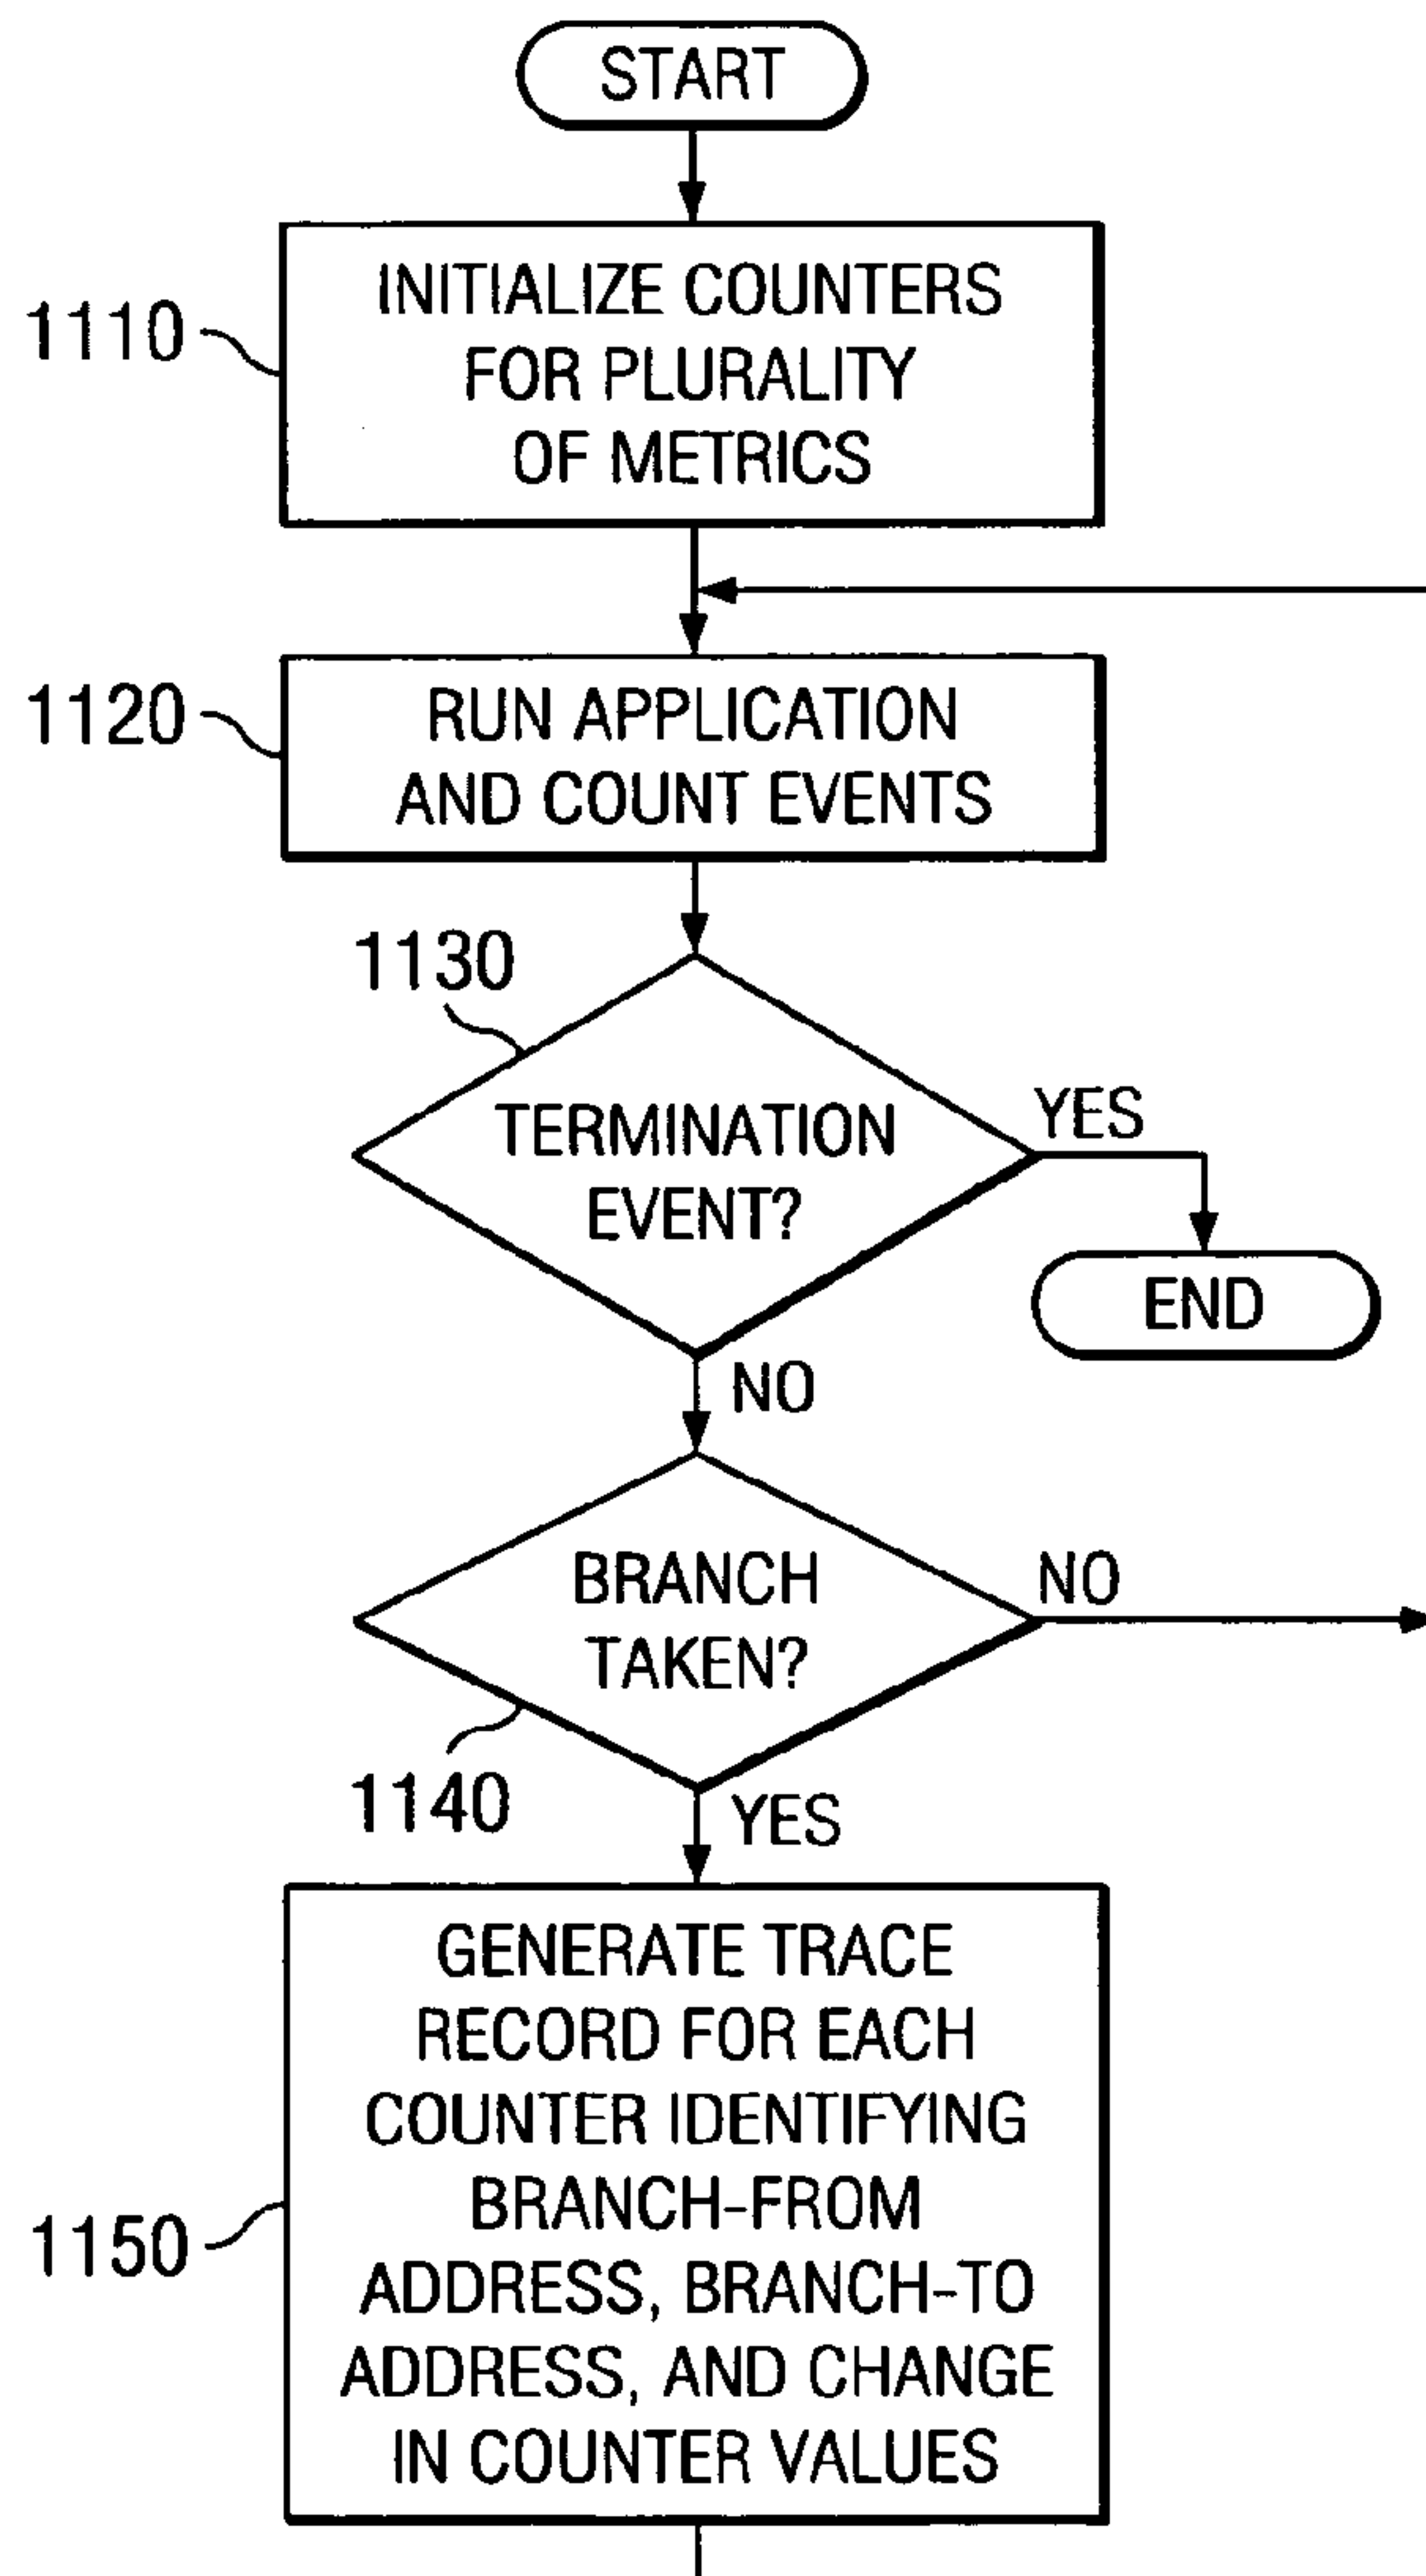 START
1110
INITIALIZE COUNTERS
FOR PLURALITY
OF METRICS
1120
RUN APPLICATION
AND COUNT EVENTS
1130
TERMINATION
EVENT?
YES
END
NO
BRANCH
TAKEN?
NO
1140
YES
1150
GENERATE TRACE
RECORD FOR EACH
COUNTER IDENTIFYING
BRANCH-FROM
ADDRESS, BRANCH-TO
ADDRESS, AND CHANGE
IN COUNTER VALUES